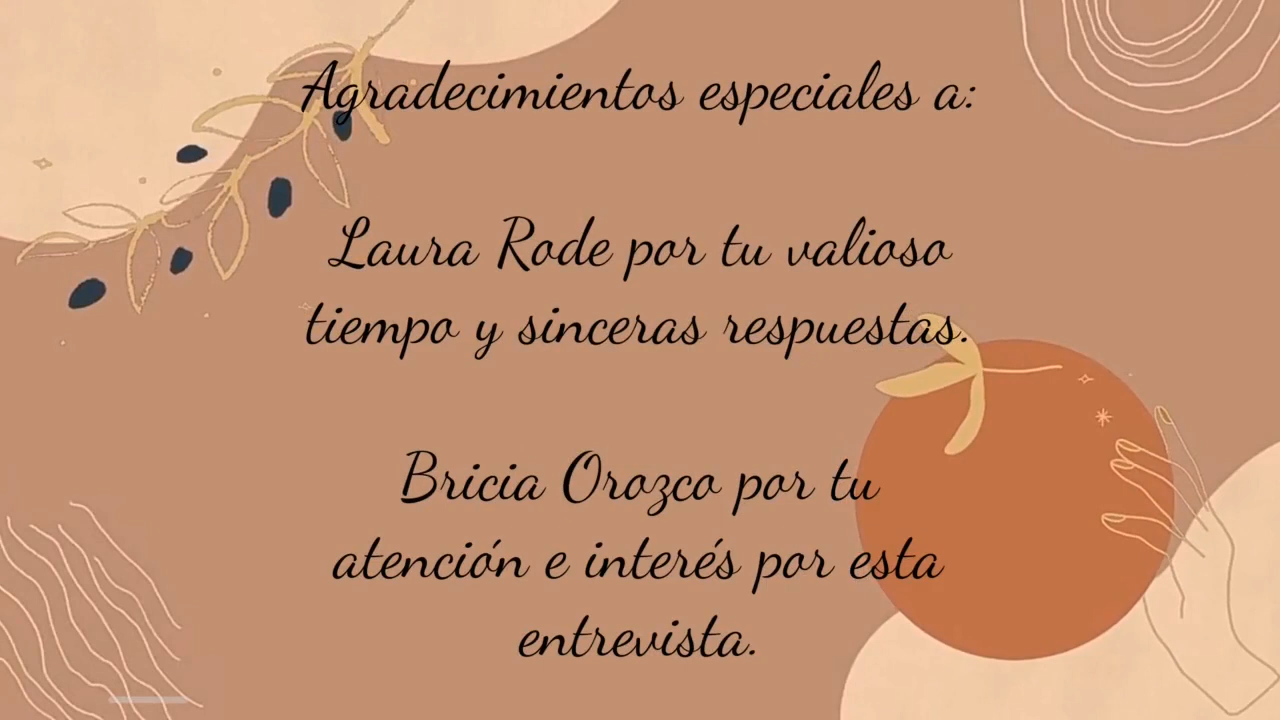 Agradecimientos especiales a:
Laura Rode por tu valioso
tiempo y sinceras respuestas.
Bricia Orozco por tu
atención e interés por esta
entrevista.